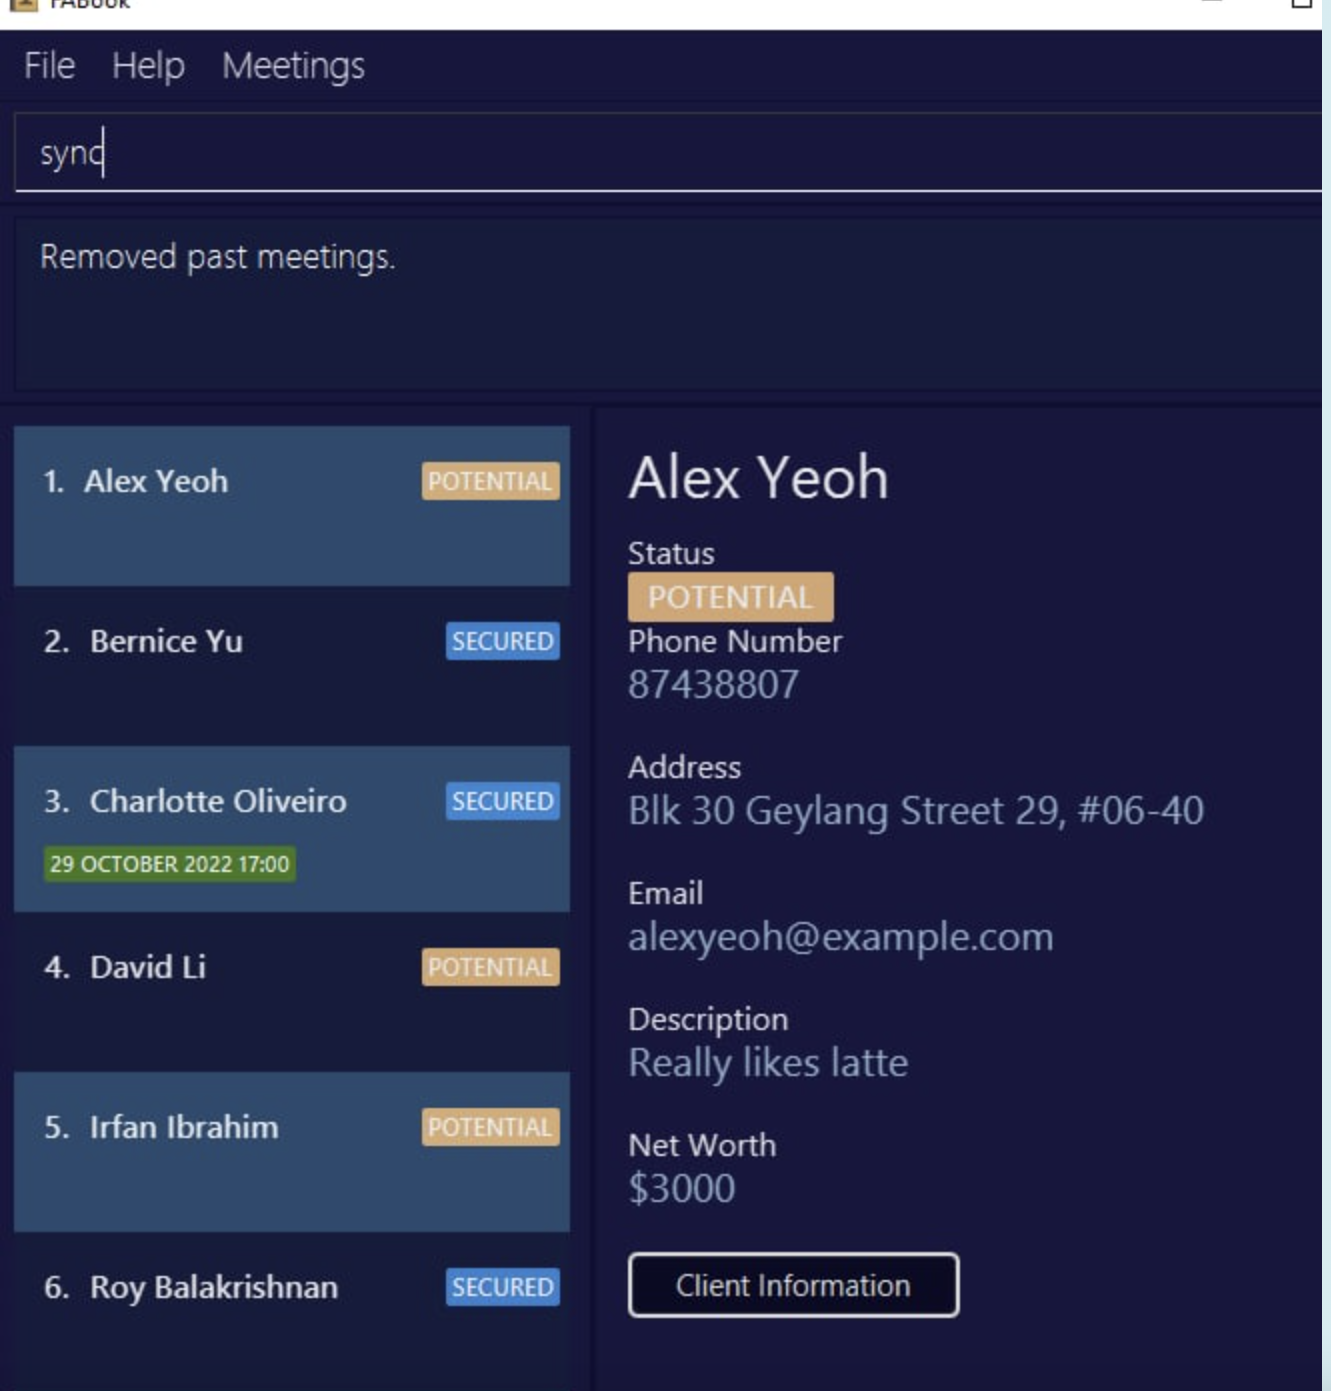 FABook
File Help Meetings
sync
Removed past meetings.
1. Alex Yeoh POTENTIAL
2. Bernice Yu SECURED
3. Charlotte Oliveiro SECURED
29 OCTOBER 2022 17:00
4. David Li POTENTIAL
5. Irfan Ibrahim POTENTIAL
6. Roy Balakrishnan SECURED
Alex Yeoh
Status
POTENTIAL
Phone Number
87438807
Address
Blk 30 Geylang Street 29, #06-40
Email
alexyeoh@example.com
Description
Really likes latte
Net Worth
$3000
Client Information